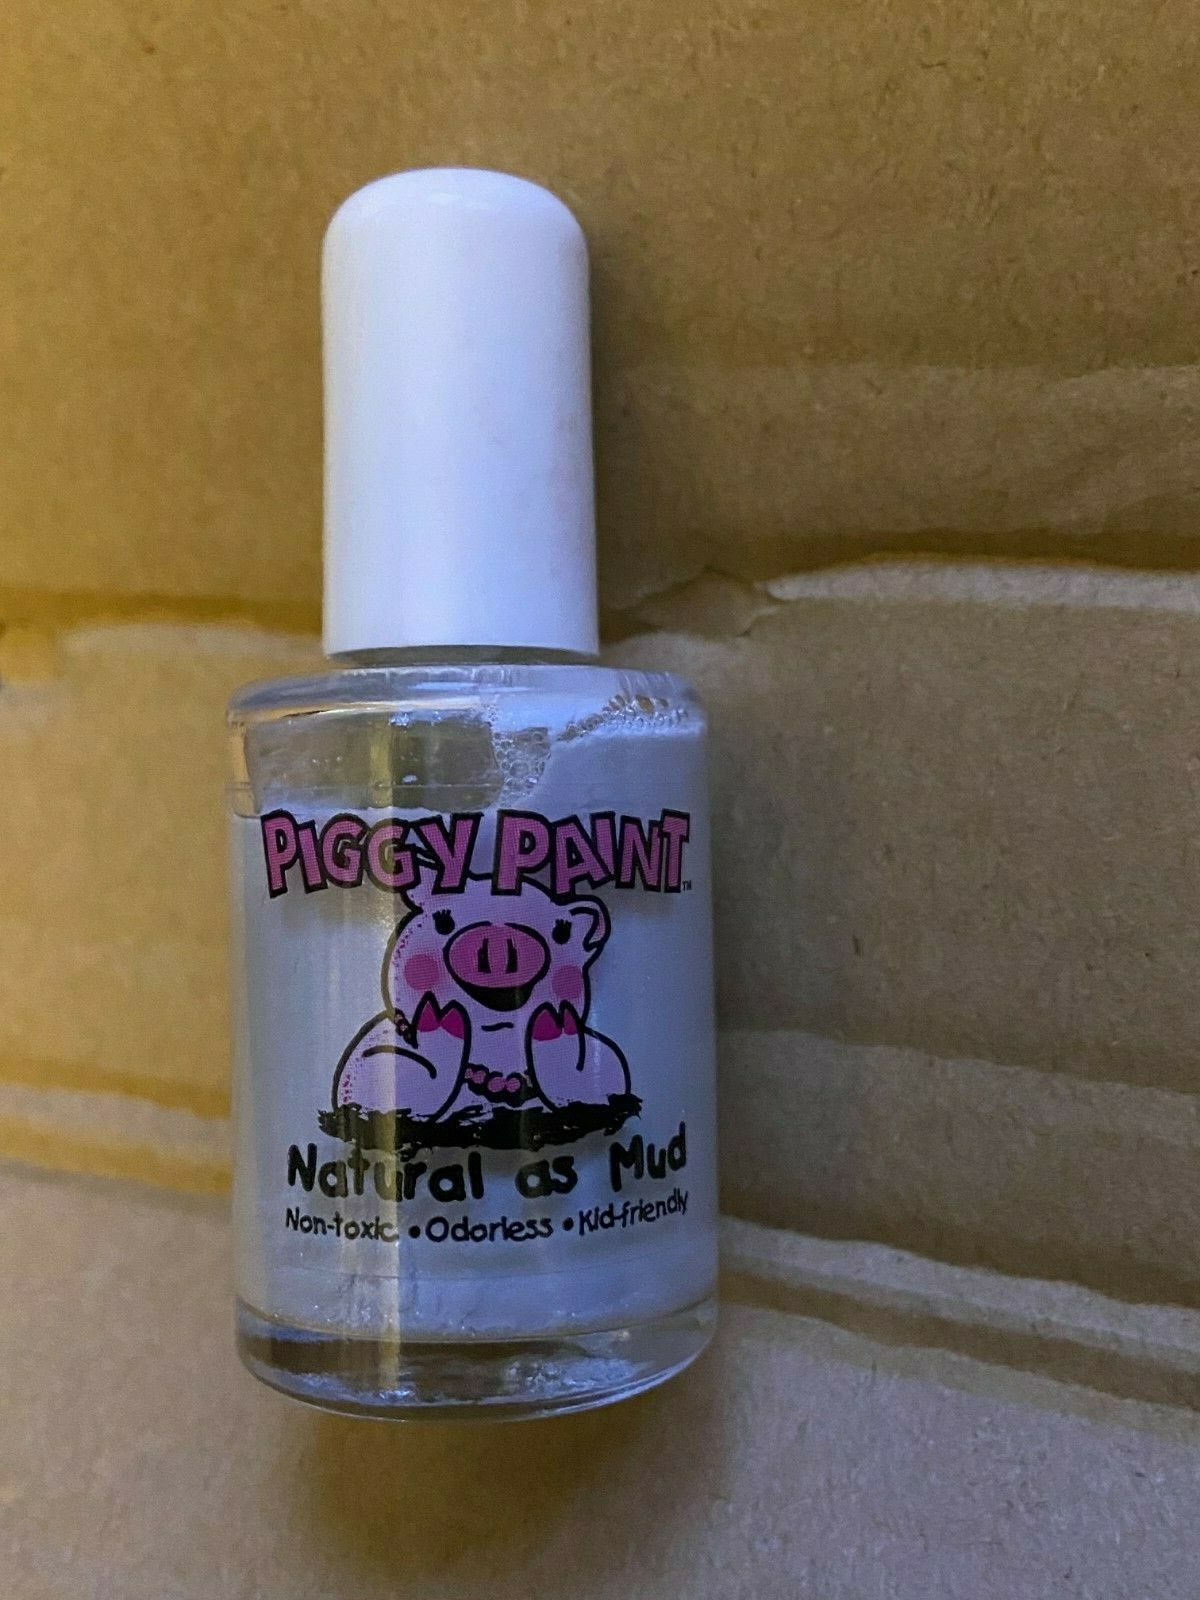 PIGGY PAINT™
Natural as Mud
Non-toxic • Odorless • Kid-friendly